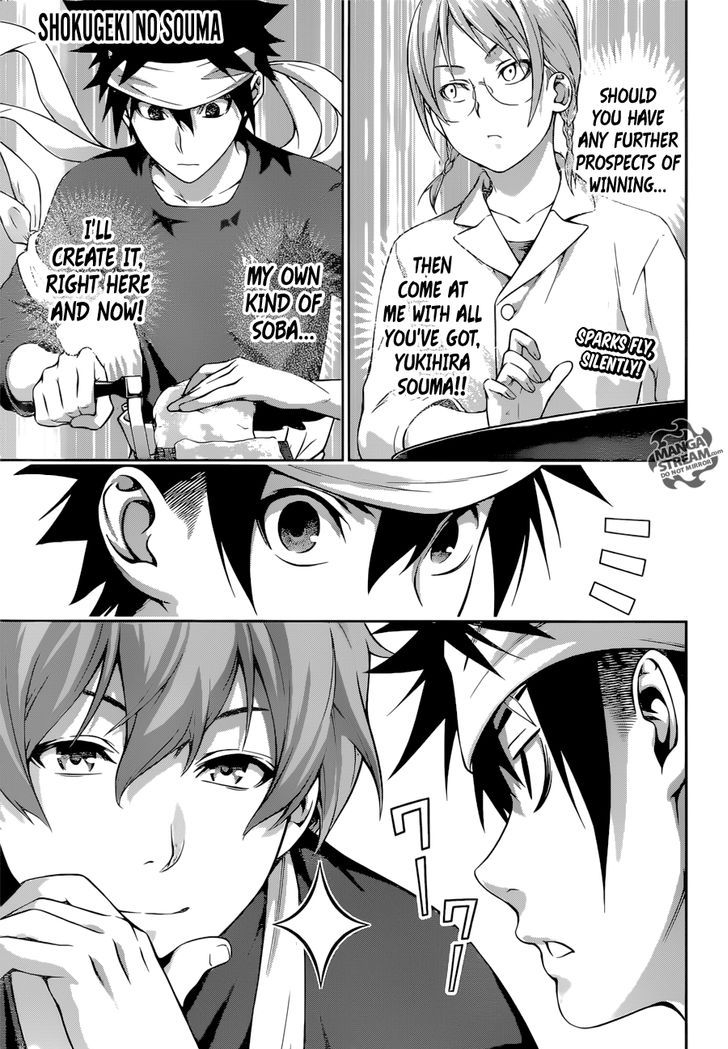 SHOKUGEKI NO SOUMA
SHOULD
YOU HAVE
ANY FURTHER
PROSPECTS OF
WINNING...
THEN
COME AT
ME WITH ALL
YOU'VE GOT,
YUKIHIRA
SOUMA!!
SPARKS FLY,
SILENTLY!
MY OWN
KIND OF
SOBA...
I'LL
CREATE IT,
RIGHT HERE
AND NOW!
MANGA
STREAM.com
DO NOT MIRROR
ワー
クー